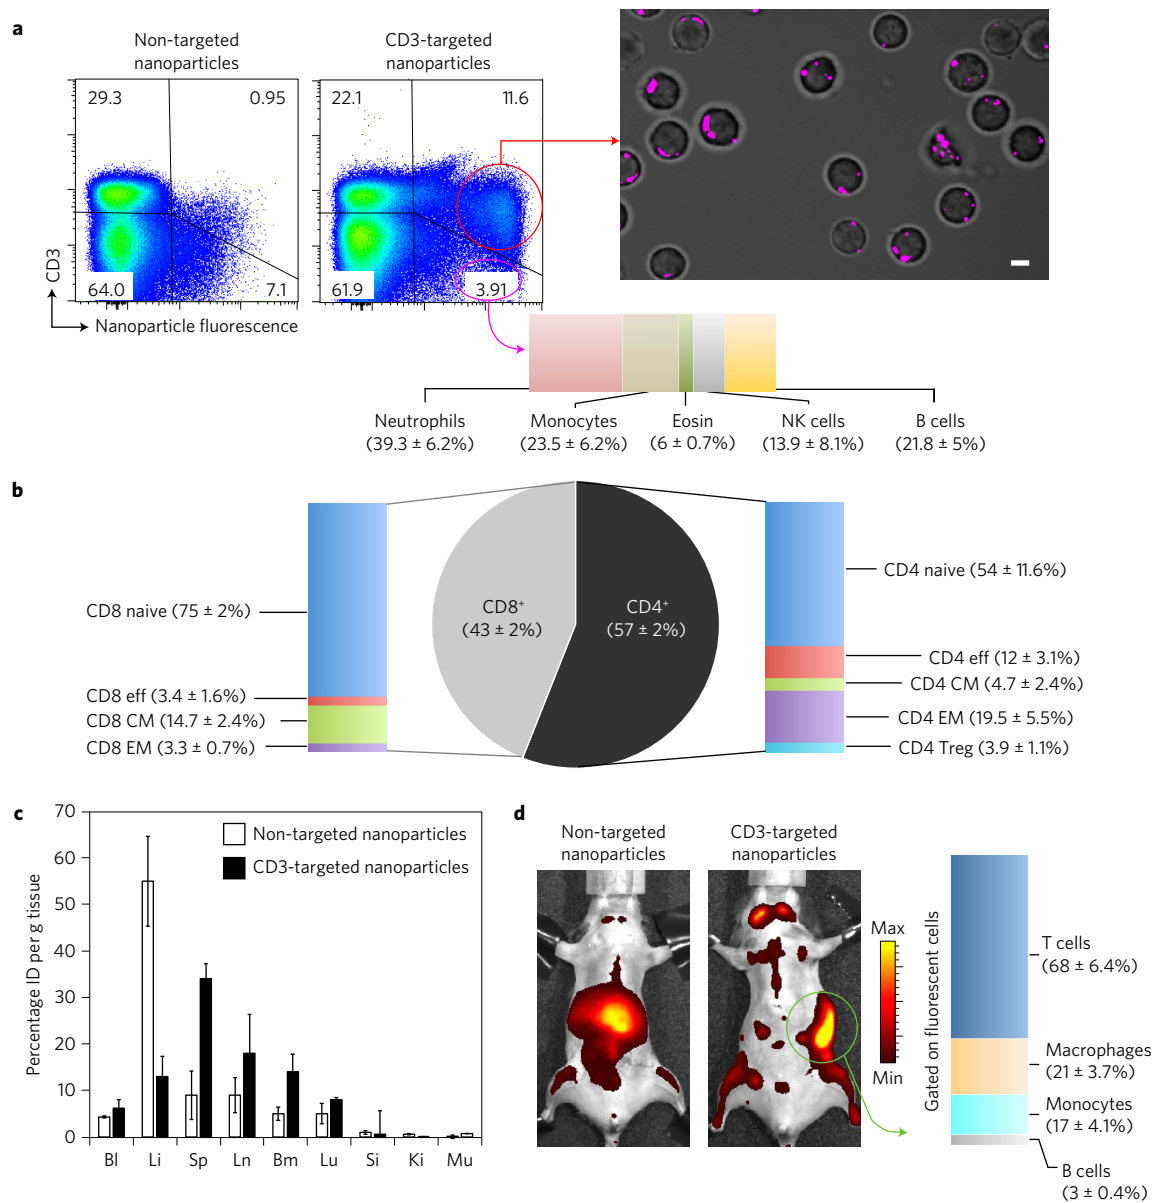 a
Non-targeted
nanoparticles
CD3-targeted
nanoparticles
29.3
0.95
64.0
7.1
22.1
11.6
61.9
3.91
CD3
Nanoparticle fluorescence
Neutrophils
(39.3 ± 6.2%)
Monocytes
(23.5 ± 6.2%)
Eosin
(6 ± 0.7%)
NK cells
(13.9 ± 8.1%)
B cells
(21.8 ± 5%)
b
CD8 naive (75 ± 2%)
CD8 eff (3.4 ± 1.6%)
CD8 CM (14.7 ± 2.4%)
CD8 EM (3.3 ± 0.7%)
CD8⁺
(43 ± 2%)
CD4⁺
(57 ± 2%)
CD4 naive (54 ± 11.6%)
CD4 eff (12 ± 3.1%)
CD4 CM (4.7 ± 2.4%)
CD4 EM (19.5 ± 5.5%)
CD4 Treg (3.9 ± 1.1%)
c
Percentage ID per g tissue
70
60
50
40
30
20
10
0
Non-targeted nanoparticles
CD3-targeted nanoparticles
Bl Li Sp Ln Bm Lu Si Ki Mu
d
Non-targeted
nanoparticles
CD3-targeted
nanoparticles
Max
Min
Gated on fluorescent cells
T cells
(68 ± 6.4%)
Macrophages
(21 ± 3.7%)
Monocytes
(17 ± 4.1%)
B cells
(3 ± 0.4%)